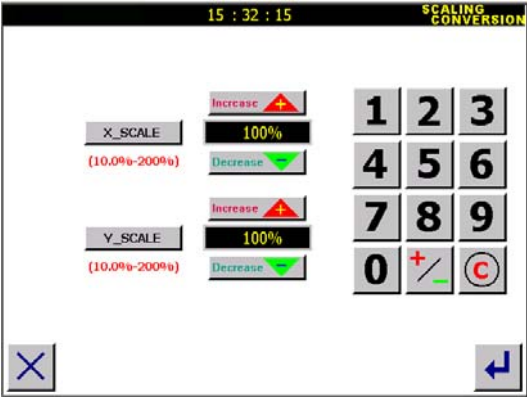 15 : 32 : 15
SCALING
CONVERSION
Increase +
X_SCALE
100%
(10.0%-200%)
Decrease −
Increase +
Y_SCALE
100%
(10.0%-200%)
Decrease −
1 2 3
4 5 6
7 8 9
0 +/− C